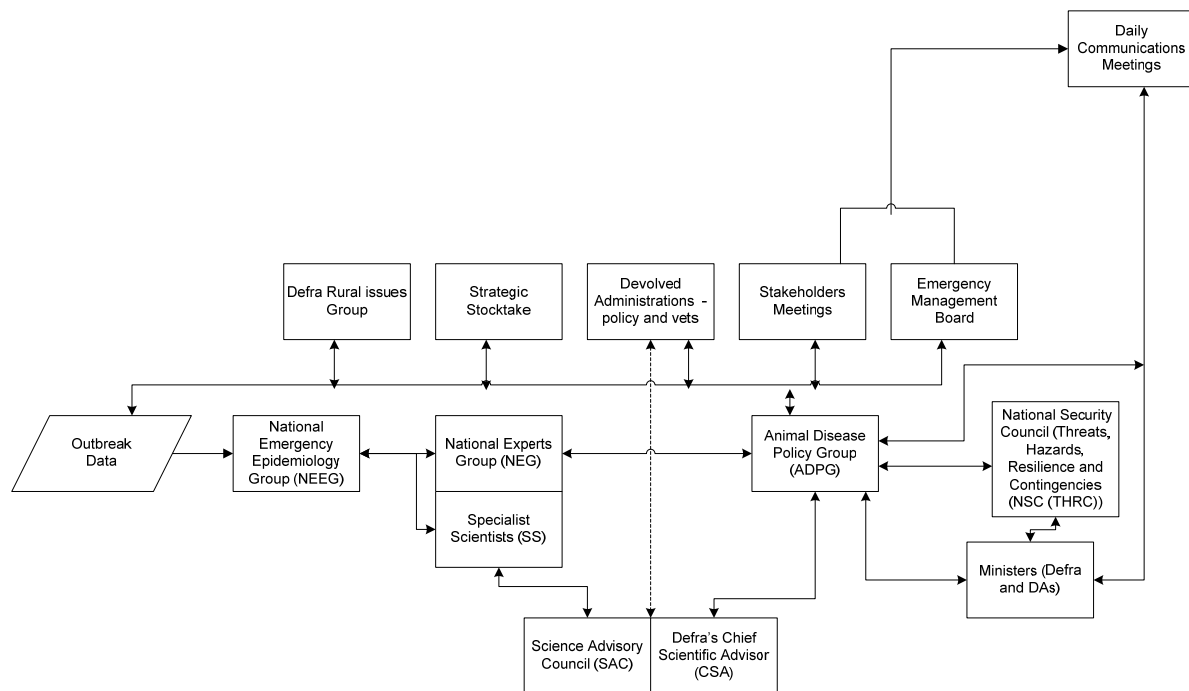 Daily
Communications
Meetings
Defra Rural issues
Group
Strategic
Stocktake
Devolved
Administrations -
policy and vets
Stakeholders
Meetings
Emergency
Management
Board
Outbreak
Data
National
Emergency
Epidemiology
Group (NEEG)
National Experts
Group (NEG)
Specialist
Scientists (SS)
Animal Disease
Policy Group
(ADPG)
National Security
Council (Threats,
Hazards,
Resilience and
Contingencies
(NSC (THRC))
Ministers (Defra
and DAs)
Science Advisory
Council (SAC)
Defra's Chief
Scientific Advisor
(CSA)